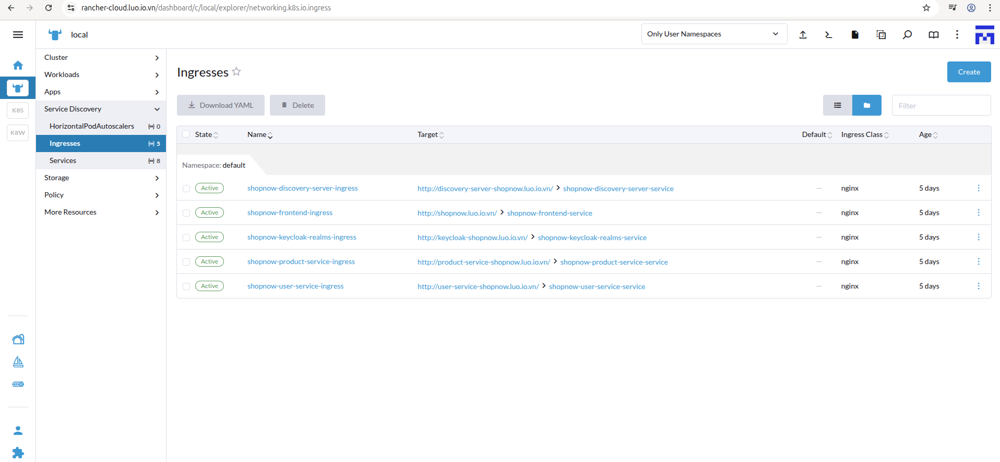 rancher-cloud.luo.io.vn/dashboard/c/local/explorer/networking.k8s.io.ingress
local
Only User Namespaces
Cluster
Workloads
Apps
Service Discovery
HorizontalPodAutoscalers 0
Ingresses 5
Services 8
Storage
Policy
More Resources
K8S
K8W
Ingresses
Create
Download YAML
Delete
Filter
State Name Target Default Ingress Class Age
Namespace: default
Active shopnow-discovery-server-ingress http://discovery-server-shopnow.luo.io.vn/ > shopnow-discovery-server-service — nginx 5 days
Active shopnow-frontend-ingress http://shopnow.luo.io.vn/ > shopnow-frontend-service — nginx 5 days
Active shopnow-keycloak-realms-ingress http://keycloak-shopnow.luo.io.vn/ > shopnow-keycloak-realms-service — nginx 5 days
Active shopnow-product-service-ingress http://product-service-shopnow.luo.io.vn/ > shopnow-product-service-service — nginx 5 days
Active shopnow-user-service-ingress http://user-service-shopnow.luo.io.vn/ > shopnow-user-service-service — nginx 5 days